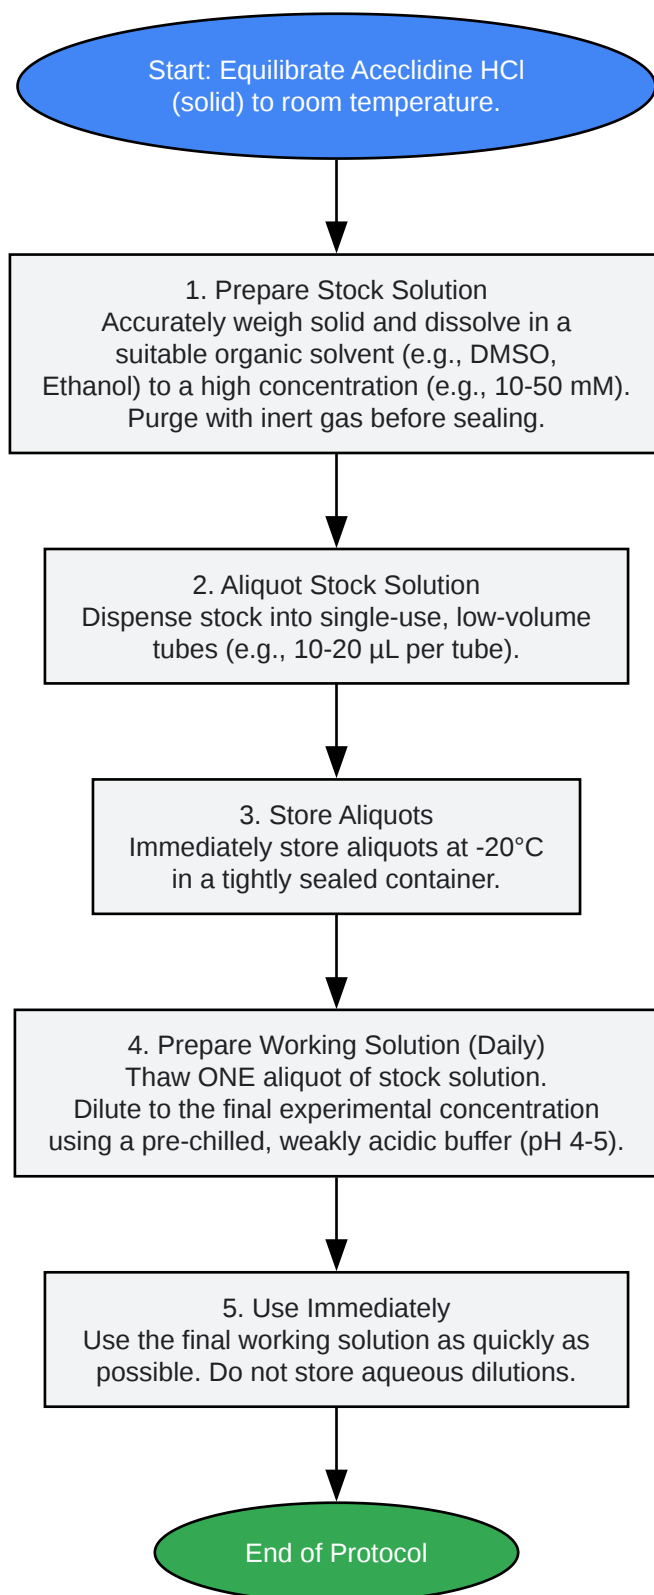 Start: Equilibrate Aceclidine HCl
(solid) to room temperature.
1. Prepare Stock Solution
Accurately weigh solid and dissolve in a
suitable organic solvent (e.g., DMSO,
Ethanol) to a high concentration (e.g., 10-50 mM).
Purge with inert gas before sealing.
2. Aliquot Stock Solution
Dispense stock into single-use, low-volume
tubes (e.g., 10-20 µL per tube).
3. Store Aliquots
Immediately store aliquots at -20°C
in a tightly sealed container.
4. Prepare Working Solution (Daily)
Thaw ONE aliquot of stock solution.
Dilute to the final experimental concentration
using a pre-chilled, weakly acidic buffer (pH 4-5).
5. Use Immediately
Use the final working solution as quickly as
possible. Do not store aqueous dilutions.
End of Protocol